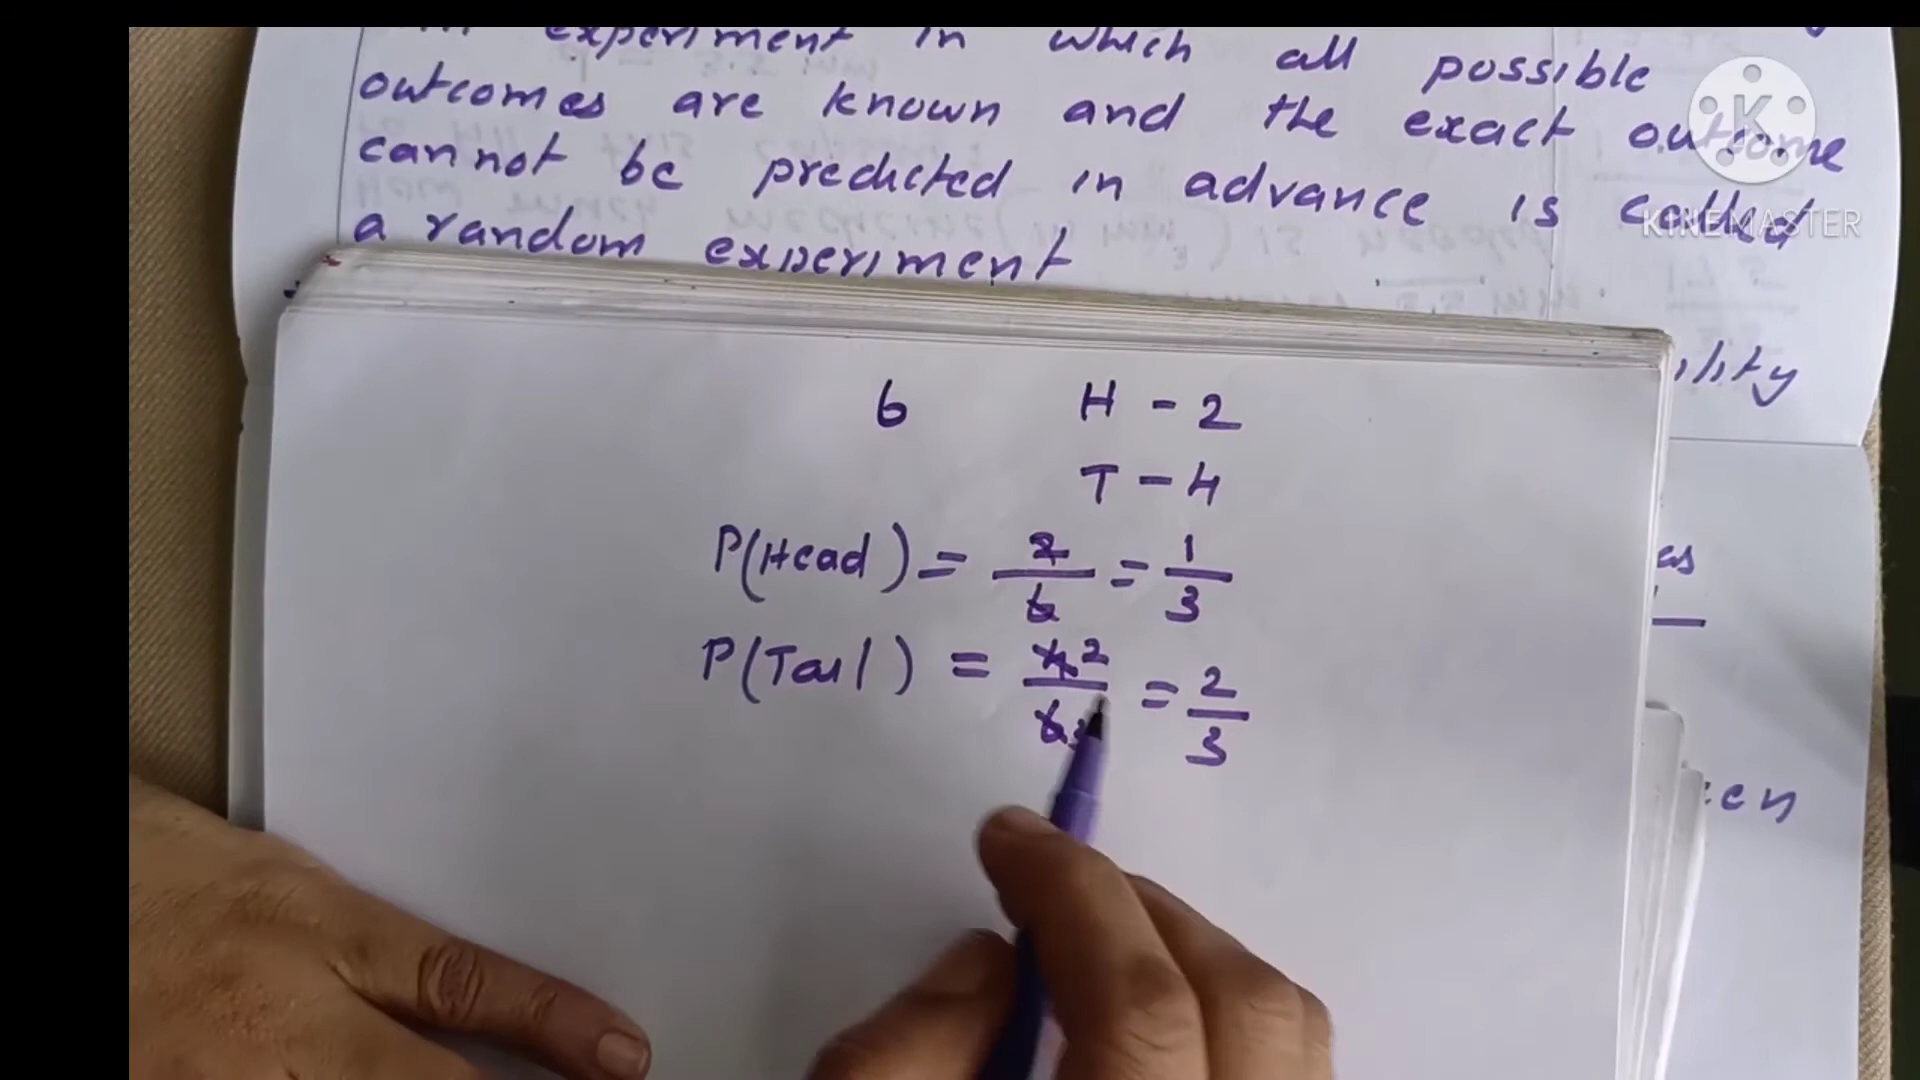 experiment in which all possible
outcomes are known and the exact outcome
cannot be predicted in advance is called
a random experiment
6 H - 2
T - 4
P(Head) = 2/6 = 1/3
P(Tail) = 4 2/6 3 = 2/3
K
KINEMASTER